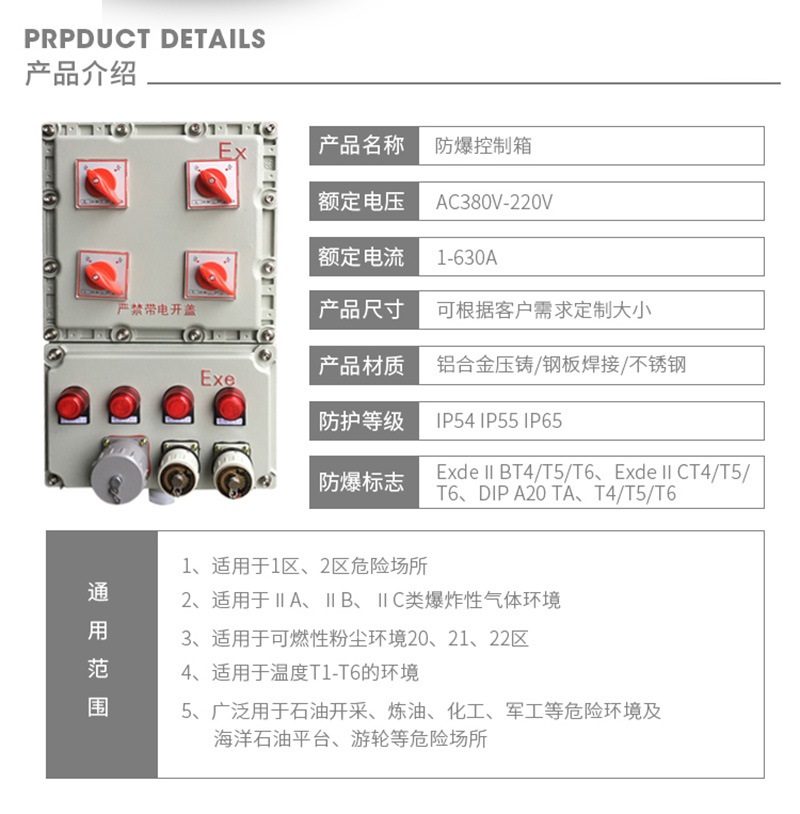 PRPDUCT DETAILS
产品介绍
Ex
严禁带电开盖
Exe
产品名称 防爆控制箱
额定电压 AC380V-220V
额定电流 1-630A
产品尺寸 可根据客户需求定制大小
产品材质 铝合金压铸/钢板焊接/不锈钢
防护等级 IP54 IP55 IP65
防爆标志 Exde II BT4/T5/T6、Exde II CT4/T5/
T6、DIP A20 TA、T4/T5/T6
通用范围
1、适用于1区、2区危险场所
2、适用于 II A、II B、II C类爆炸性气体环境
3、适用于可燃性粉尘环境20、21、22区
4、适用于温度T1-T6的环境
5、广泛用于石油开采、炼油、化工、军工等危险环境及
海洋石油平台、游轮等危险场所